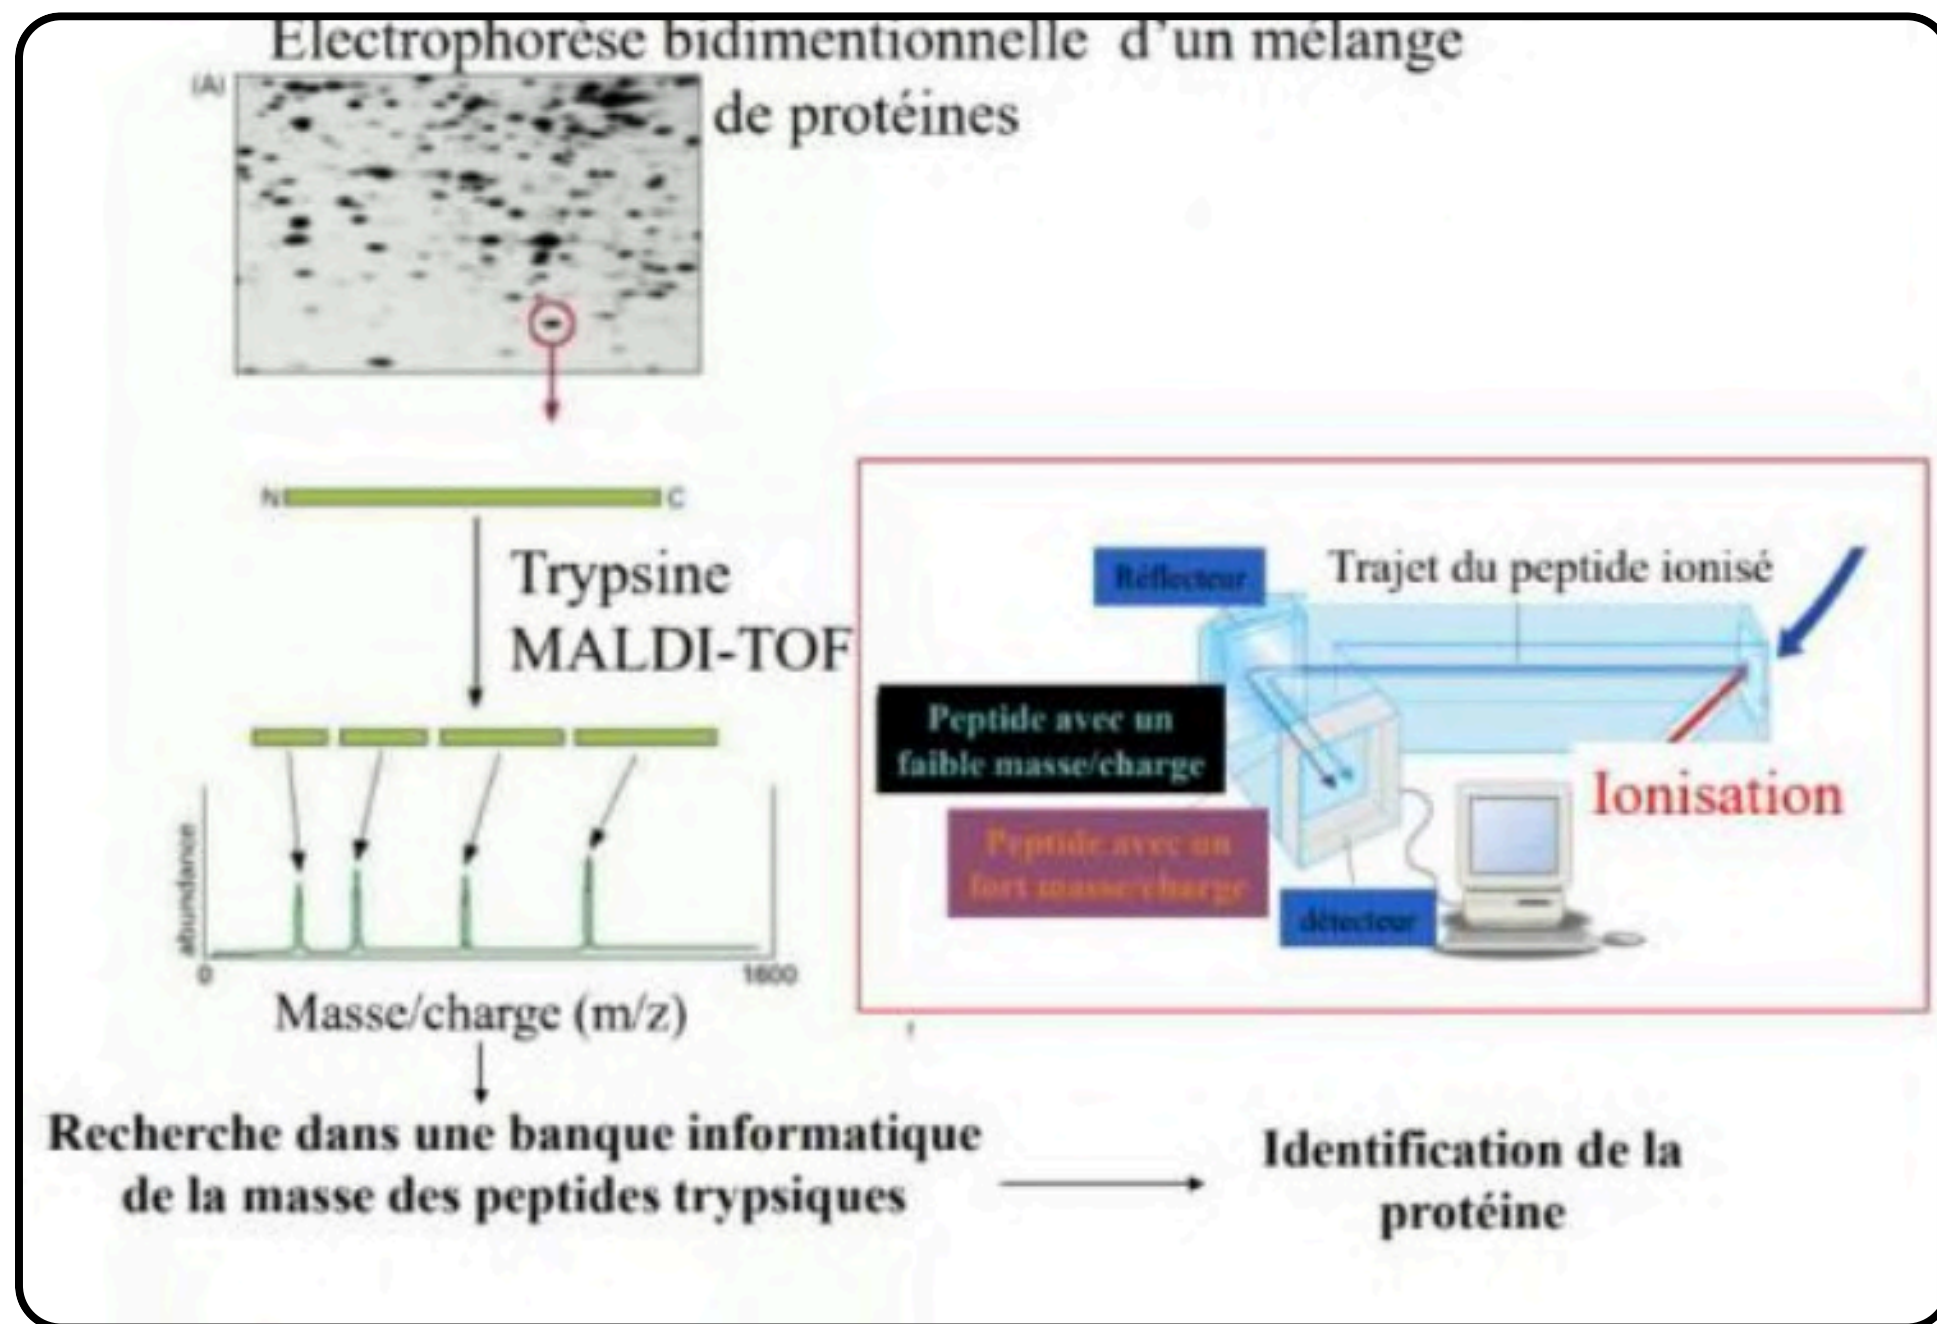 Electrophorèse bidimentionnelle d'un mélange
de protéines
(A)
N
C
Trypsine
MALDI-TOF
abundance
0
1600
Masse/charge (m/z)
Réflecteur
Trajet du peptide ionisé
Peptide avec un
faible masse/charge
Peptide avec un
fort masse/charge
Ionisation
détecteur
Recherche dans une banque informatique
de la masse des peptides trypsiques
Identification de la
protéine